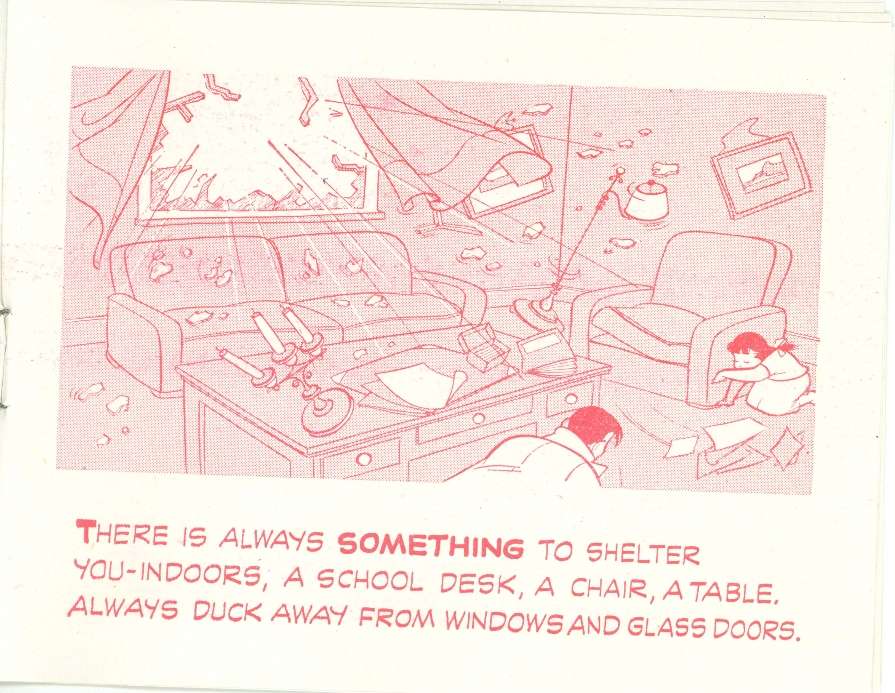 THERE IS ALWAYS SOMETHING TO SHELTER
YOU-INDOORS, A SCHOOL DESK, A CHAIR, A TABLE.
ALWAYS DUCK AWAY FROM WINDOWS AND GLASS DOORS.